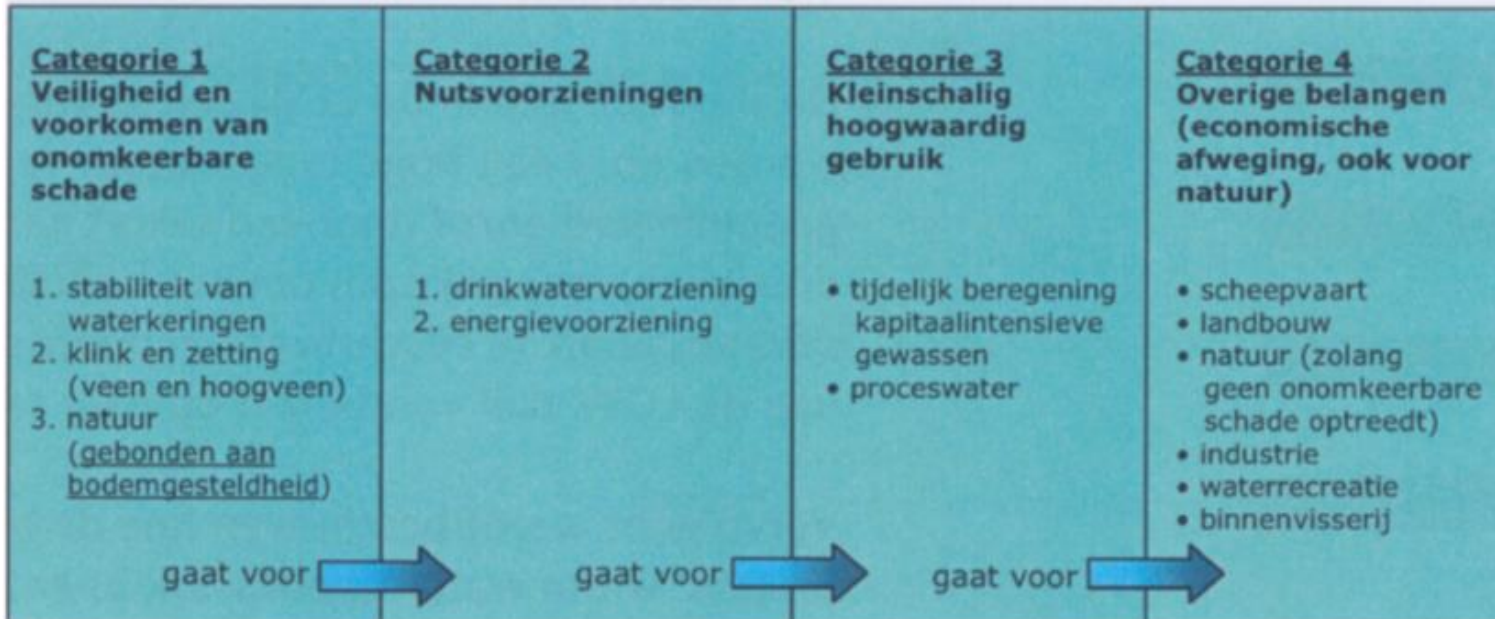 Categorie 1
Veiligheid en
voorkomen van
onomkeerbare
schade
1. stabiliteit van
waterkeringen
2. klink en zetting
(veen en hoogveen)
3. natuur
(gebonden aan
bodemgesteldheid)
gaat voor
Categorie 2
Nutsvoorzieningen
1. drinkwatervoorziening
2. energievoorziening
gaat voor
Categorie 3
Kleinschalig
hoogwaardig
gebruik
• tijdelijk beregening
kapitaalintensieve
gewassen
• proceswater
gaat voor
Categorie 4
Overige belangen
(economische
afweging, ook voor
natuur)
• scheepvaart
• landbouw
• natuur (zolang
geen onomkeerbare
schade optreedt)
• industrie
• waterrecreatie
• binnenvisserij